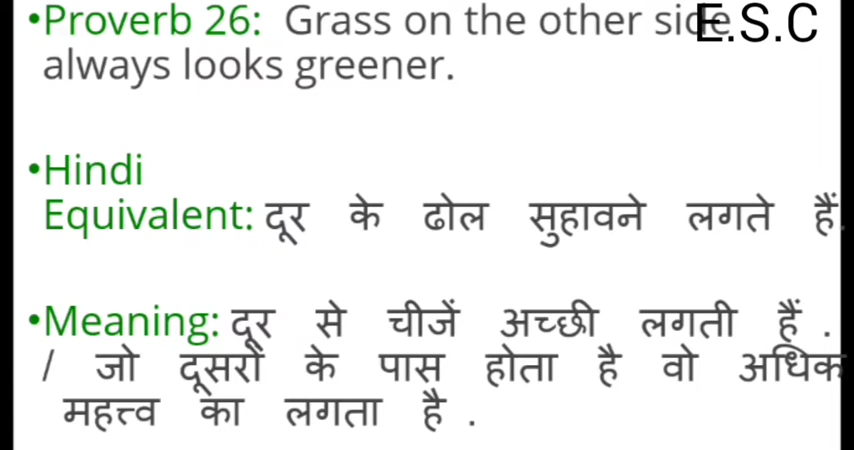 •Proverb 26: Grass on the other side
E.S.C
always looks greener.
•Hindi
Equivalent: दूर के ढोल सुहावने लगते हैं.
•Meaning: दूर से चीजें अच्छी लगती हैं .
/ जो दूसरों के पास होता है वो अधिक
महत्त्व का लगता है .